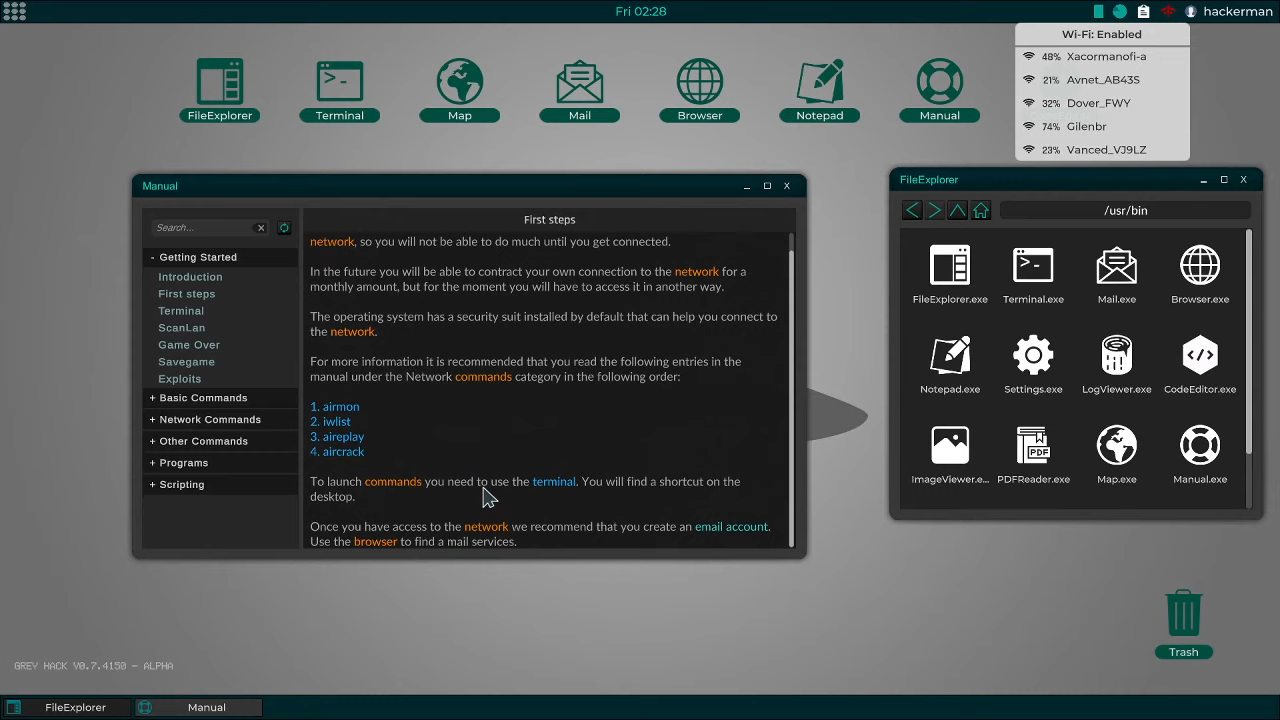 Fri 02:28
hackerman
Wi-Fi: Enabled
48% Xacormanofi-a
21% Avnet_AB43S
32% Dover_FWY
74% Gilenbr
23% Vanced_VJ9LZ
FileExplorer
Terminal
Map
Mail
Browser
Notepad
Manual
Manual
Search...
- Getting Started
Introduction
First steps
Terminal
ScanLan
Game Over
Savegame
Exploits
+ Basic Commands
+ Network Commands
+ Other Commands
+ Programs
+ Scripting
First steps
network, so you will not be able to do much until you get connected.
In the future you will be able to contract your own connection to the network for a
monthly amount, but for the moment you will have to access it in another way.
The operating system has a security suit installed by default that can help you connect to
the network.
For more information it is recommended that you read the following entries in the
manual under the Network commands category in the following order:
1. airmon
2. iwlist
3. aireplay
4. aircrack
To launch commands you need to use the terminal. You will find a shortcut on the
desktop.
Once you have access to the network we recommend that you create an email account.
Use the browser to find a mail services.
FileExplorer
/usr/bin
FileExplorer.exe
Terminal.exe
Mail.exe
Browser.exe
Notepad.exe
Settings.exe
LogViewer.exe
CodeEditor.exe
PDF
ImageViewer.e...
PDFReader.exe
Map.exe
Manual.exe
Trash
GREY HACK V0.7.4150 - ALPHA
FileExplorer
Manual